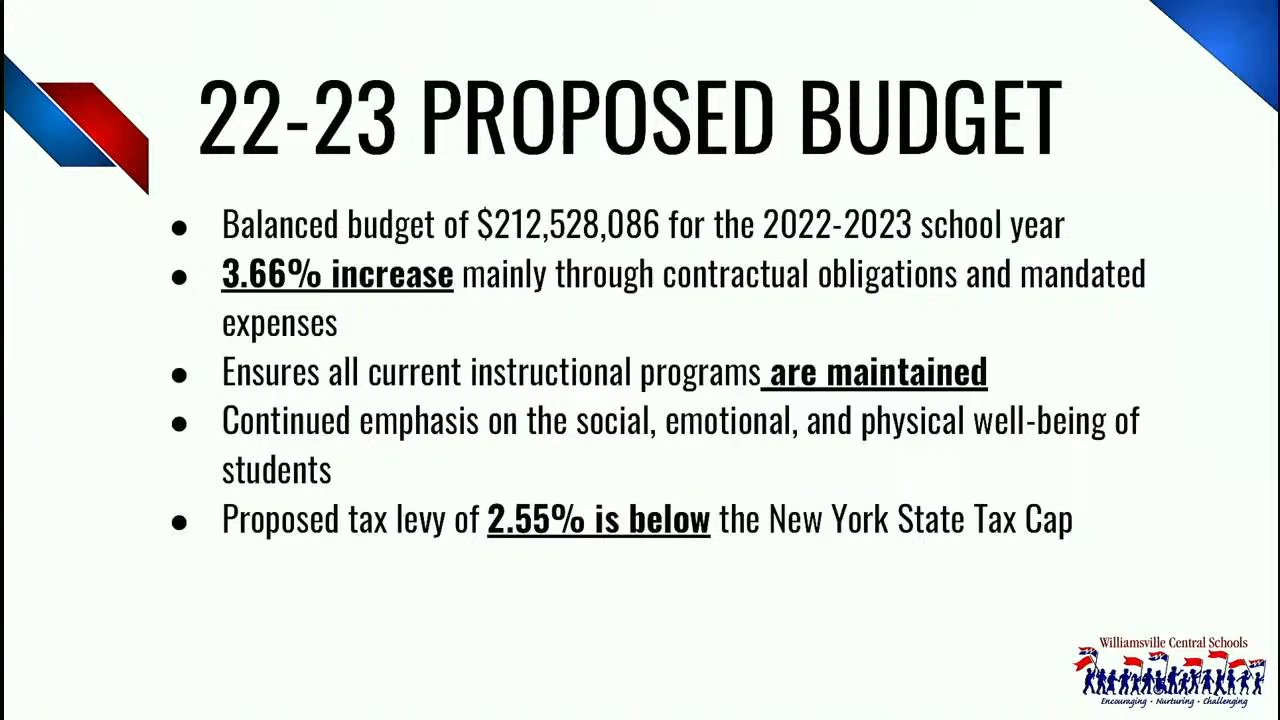 22-23 PROPOSED BUDGET
● Balanced budget of $212,528,086 for the 2022-2023 school year
● 3.66% increase mainly through contractual obligations and mandated
expenses
● Ensures all current instructional programs are maintained
● Continued emphasis on the social, emotional, and physical well-being of
students
● Proposed tax levy of 2.55% is below the New York State Tax Cap
Williamsville Central Schools
Encouraging • Nurturing • Challenging